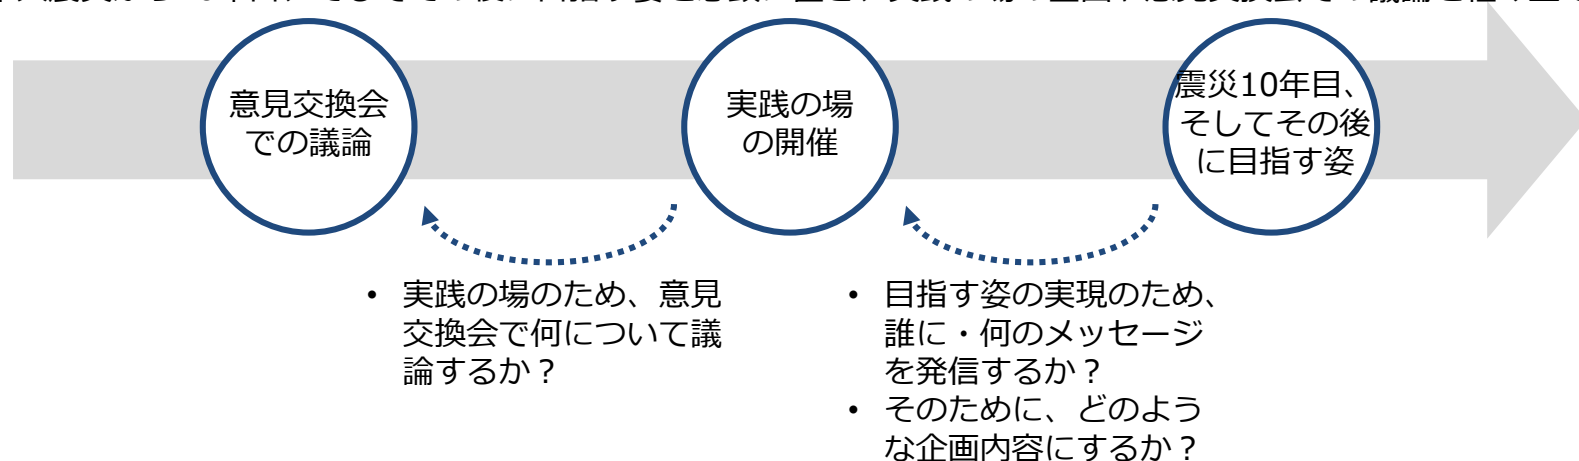 意見交換会
での議論
実践の場
の開催
震災10年目、
そしてその後
に目指す姿
• 実践の場のため、意見
交換会で何について議
論するか？
• 目指す姿の実現のため、
誰に・何のメッセージ
を発信するか？
• そのために、どのよう
な企画内容にするか？